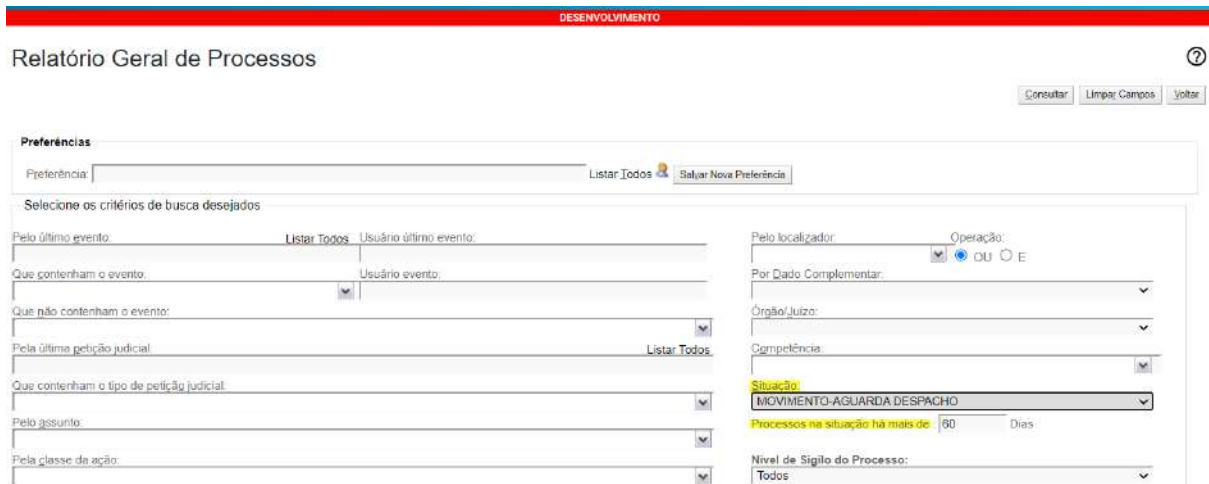 DESENVOLVIMENTO
Relatório Geral de Processos
Consultar Limpar Campos Voltar
Preferências
Preferência: Listar Todos Salvar Nova Preferência
Selecione os critérios de busca desejados
Pelo último evento: Listar Todos Usuário último evento:
Pelo localizador: Operação:
OU E
Que contenham o evento: Usuário evento:
Por Dado Complementar:
Que não contenham o evento:
Órgão/Juízo:
Pela última petição judicial: Listar Todos
Competência:
Que contenham o tipo de petição judicial:
Situação:
MOVIMENTO-AGUARDA DESPACHO
Pelo assunto:
Processos na situação há mais de : 60 Dias
Pela classe da ação:
Nível de Sigilo do Processo:
Todos